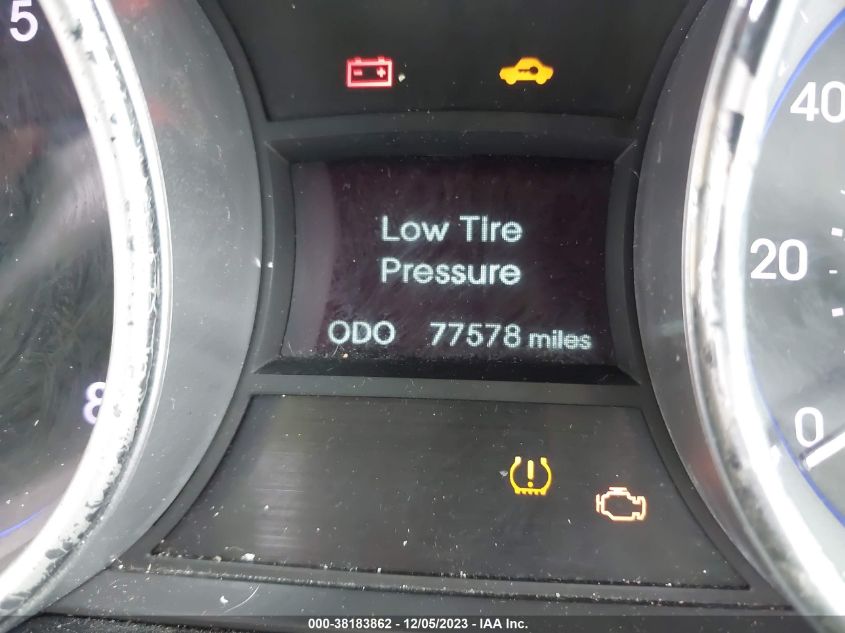 5
40
Low Tire
Pressure
20
ODO 77578 miles
8
0
000-38183862 - 12/05/2023 - IAA Inc.